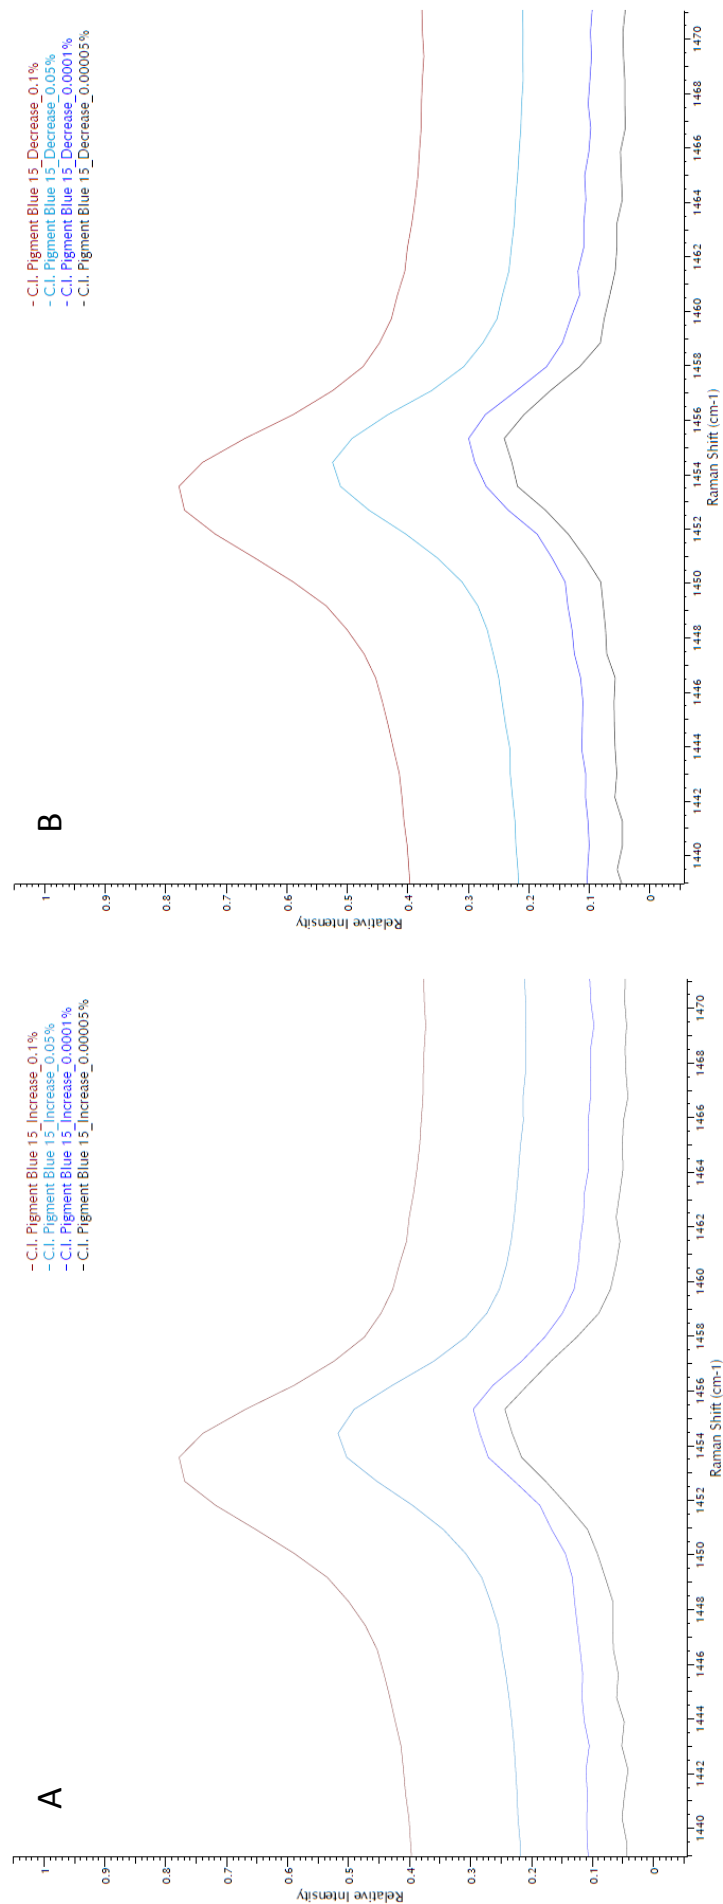 A
– C.I. Pigment Blue 15_Increase_0.1%
– C.I. Pigment Blue 15_Increase_0.05%
– C.I. Pigment Blue 15_Increase_0.0001%
– C.I. Pigment Blue 15_Increase_0.00005%
1
0.9
0.8
0.7
0.6
0.5
0.4
0.3
0.2
0.1
0
Relative Intensity
1440 1442 1444 1446 1448 1450 1452 1454 1456 1458 1460 1462 1464 1466 1468 1470
Raman Shift (cm-1)
B
– C.I. Pigment Blue 15_Decrease_0.1%
– C.I. Pigment Blue 15_Decrease_0.05%
– C.I. Pigment Blue 15_Decrease_0.0001%
– C.I. Pigment Blue 15_Decrease_0.00005%
1
0.9
0.8
0.7
0.6
0.5
0.4
0.3
0.2
0.1
0
Relative Intensity
1440 1442 1444 1446 1448 1450 1452 1454 1456 1458 1460 1462 1464 1466 1468 1470
Raman Shift (cm-1)